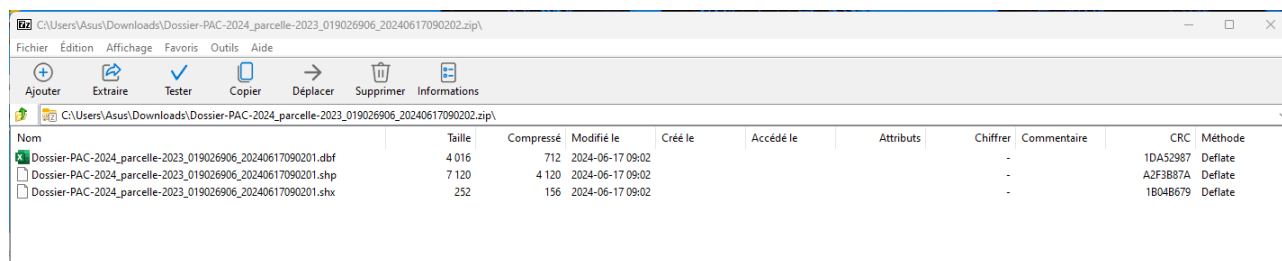 C:\Users\Asus\Downloads\Dossier-PAC-2024_parcelle-2023_019026906_20240617090202.zip\
Fichier Édition Affichage Favoris Outils Aide
Ajouter Extraire Tester Copier Déplacer Supprimer Informations
C:\Users\Asus\Downloads\Dossier-PAC-2024_parcelle-2023_019026906_20240617090202.zip\
Nom Taille Compressé Modifié le Créé le Accédé le Attributs Chiffrer Commentaire CRC Méthode
Dossier-PAC-2024_parcelle-2023_019026906_20240617090201.dbf 4 016 712 2024-06-17 09:02 - 1DA52987 Deflate
Dossier-PAC-2024_parcelle-2023_019026906_20240617090201.shp 7 120 4 120 2024-06-17 09:02 - A2F3B87A Deflate
Dossier-PAC-2024_parcelle-2023_019026906_20240617090201.shx 252 156 2024-06-17 09:02 - 1B04B679 Deflate